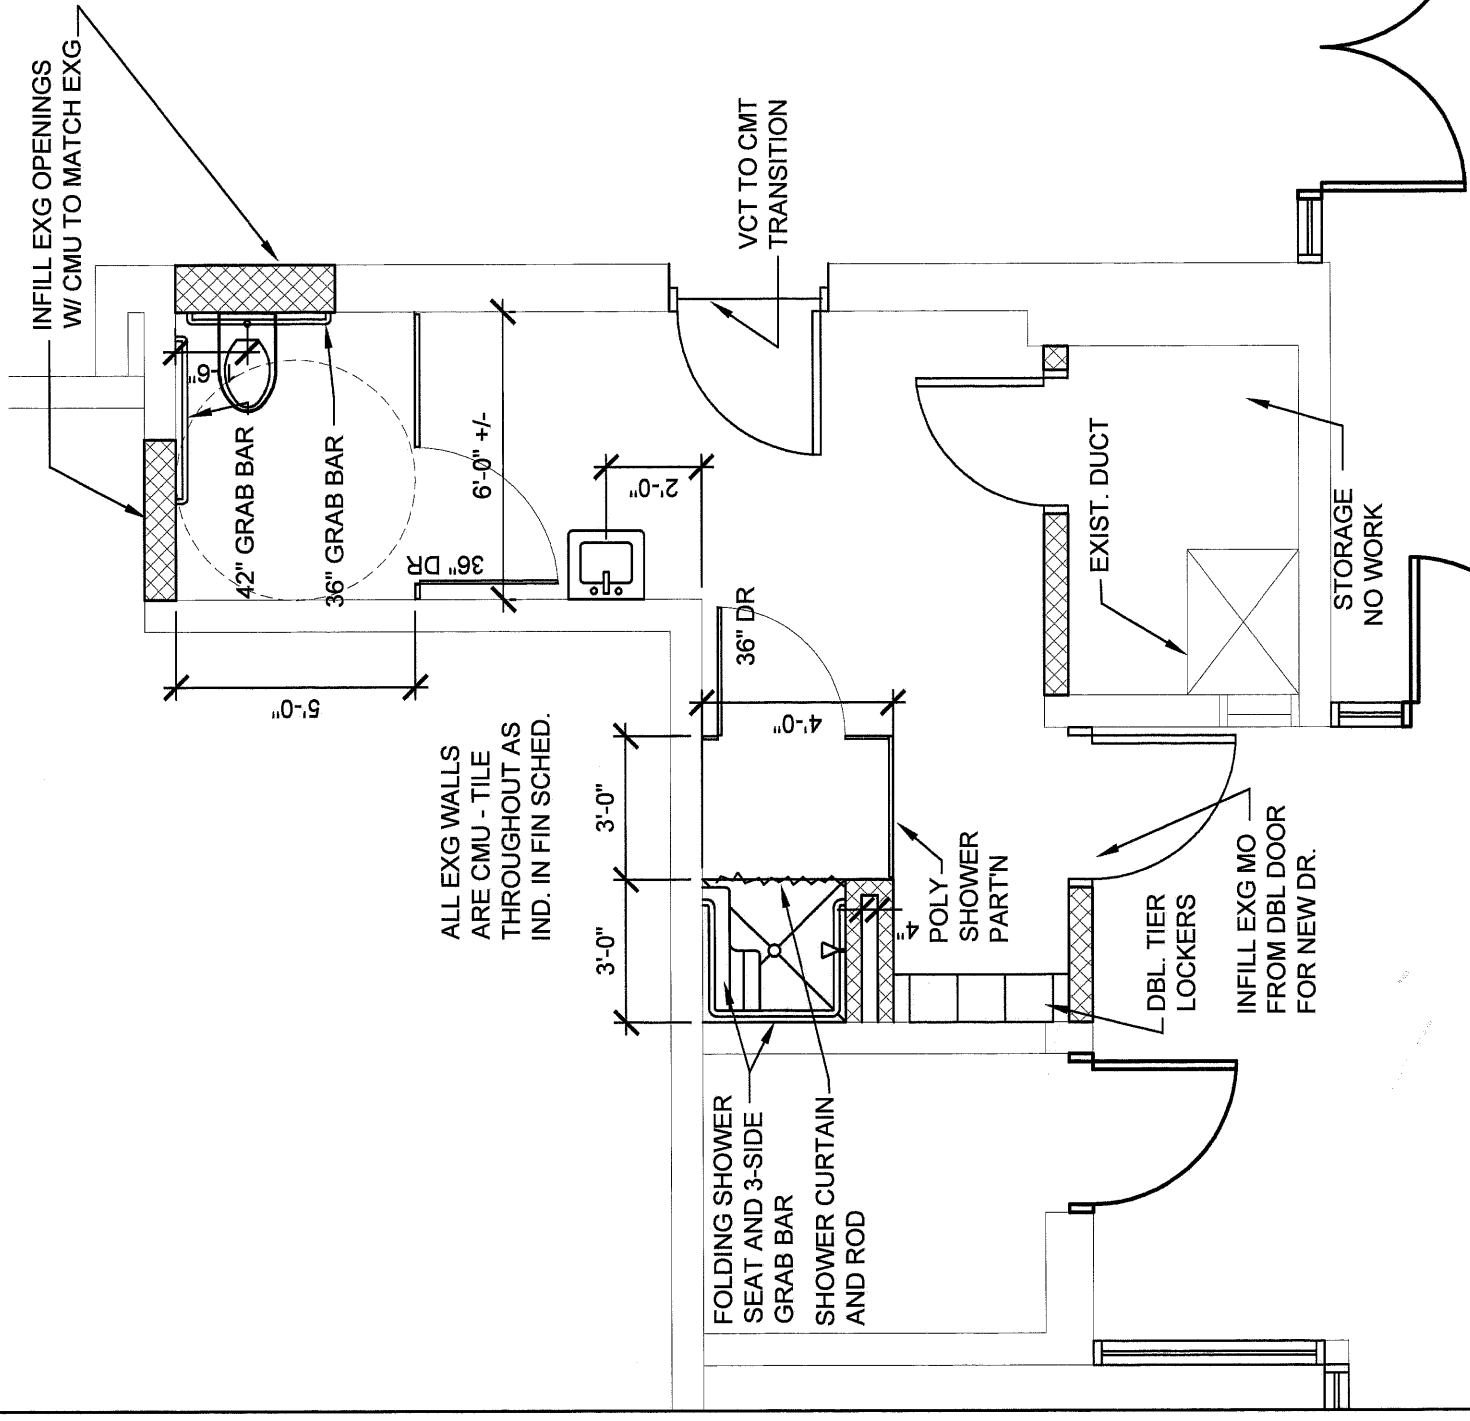 INFILL EXG OPENINGS
W/ CMU TO MATCH EXG
42" GRAB BAR
36" GRAB BAR
36" DR
9'-0" +/-
2'-0"
5'-0"
VCT TO CMT
TRANSITION
ALL EXG WALLS
ARE CMU - TILE
THROUGHOUT AS
IND. IN FIN SCHED.
36" DR
4'-0"
3'-0"
3'-0"
4"
EXIST. DUCT
STORAGE
NO WORK
POLY
SHOWER
PART'N
DBL. TIER
LOCKERS
INFILL EXG MO
FROM DBL DOOR
FOR NEW DR.
FOLDING SHOWER
SEAT AND 3-SIDE
GRAB BAR
SHOWER CURTAIN
AND ROD